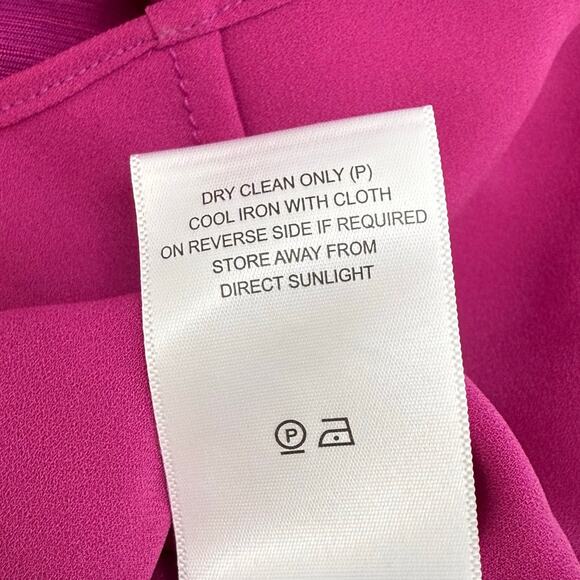 DRY CLEAN ONLY (P)
COOL IRON WITH CLOTH
ON REVERSE SIDE IF REQUIRED
STORE AWAY FROM
DIRECT SUNLIGHT
P